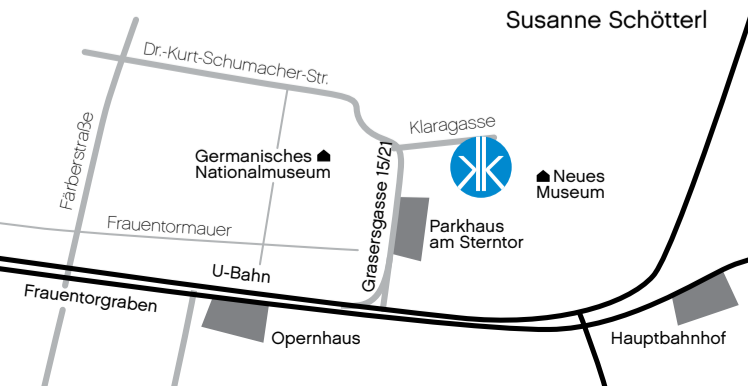 Susanne Schötterl
Dr.-Kurt-Schumacher-Str.
Klaragasse
Färberstraße
Germanisches
Nationalmuseum
Grasersgasse 15/21
KK
Neues
Museum
Frauentormauer
Parkhaus
am Sterntor
U-Bahn
Frauentorgraben
Opernhaus
Hauptbahnhof